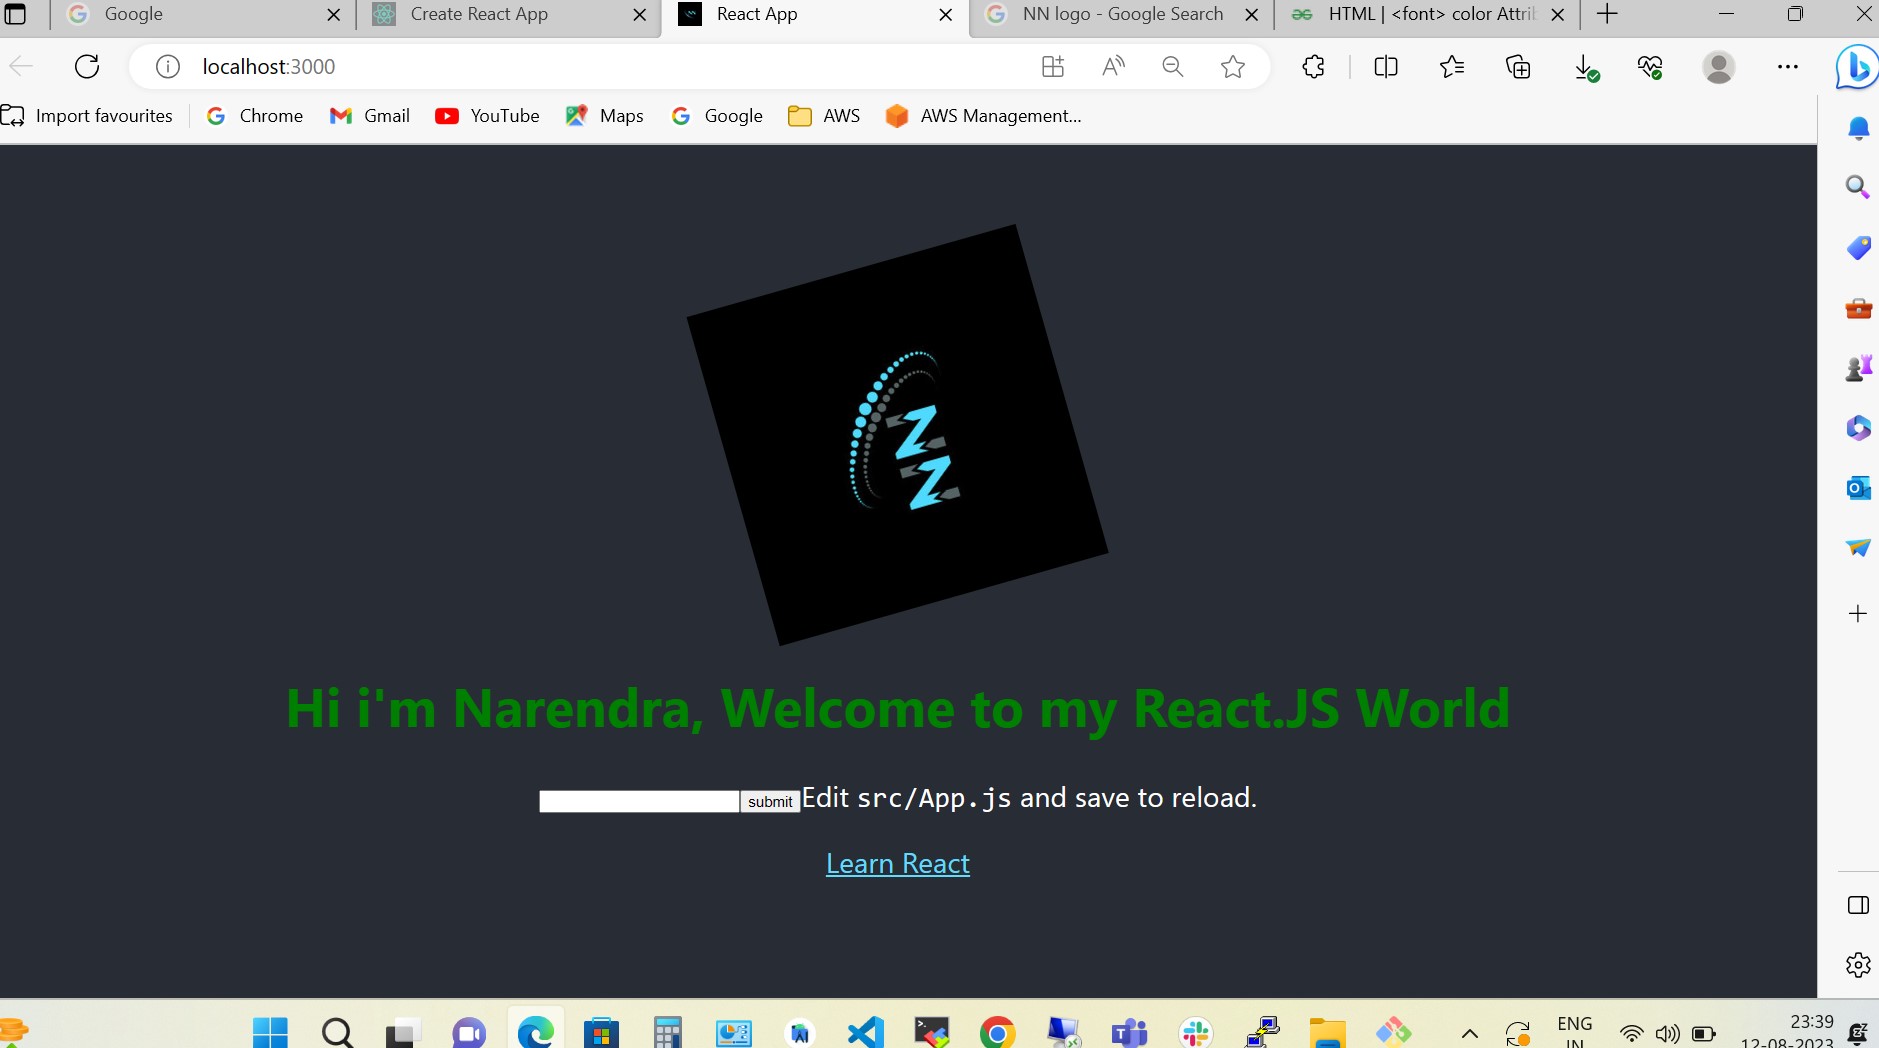 Google
Create React App
React App
NN logo - Google Search
HTML | <font> color Attri
localhost:3000
Import favourites
Chrome
Gmail
YouTube
Maps
Google
AWS
AWS Management...
NN
Hi i'm Narendra, Welcome to my React.JS World
submit Edit src/App.js and save to reload.
Learn React
ENG
IN
23:39
12-08-2023